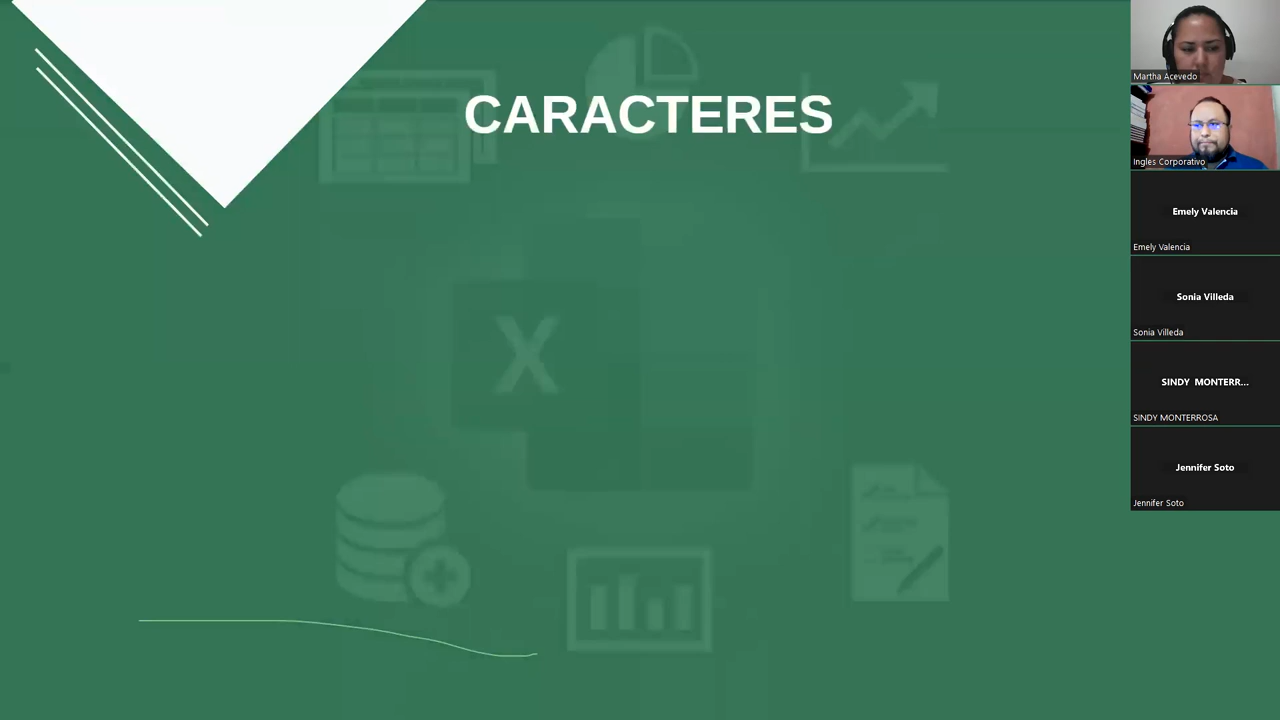 CARACTERES
X
Martha Acevedo
Ingles Corporativo
Emely Valencia
Emely Valencia
Sonia Villeda
Sonia Villeda
SINDY MONTERR...
SINDY MONTERROSA
Jennifer Soto
Jennifer Soto